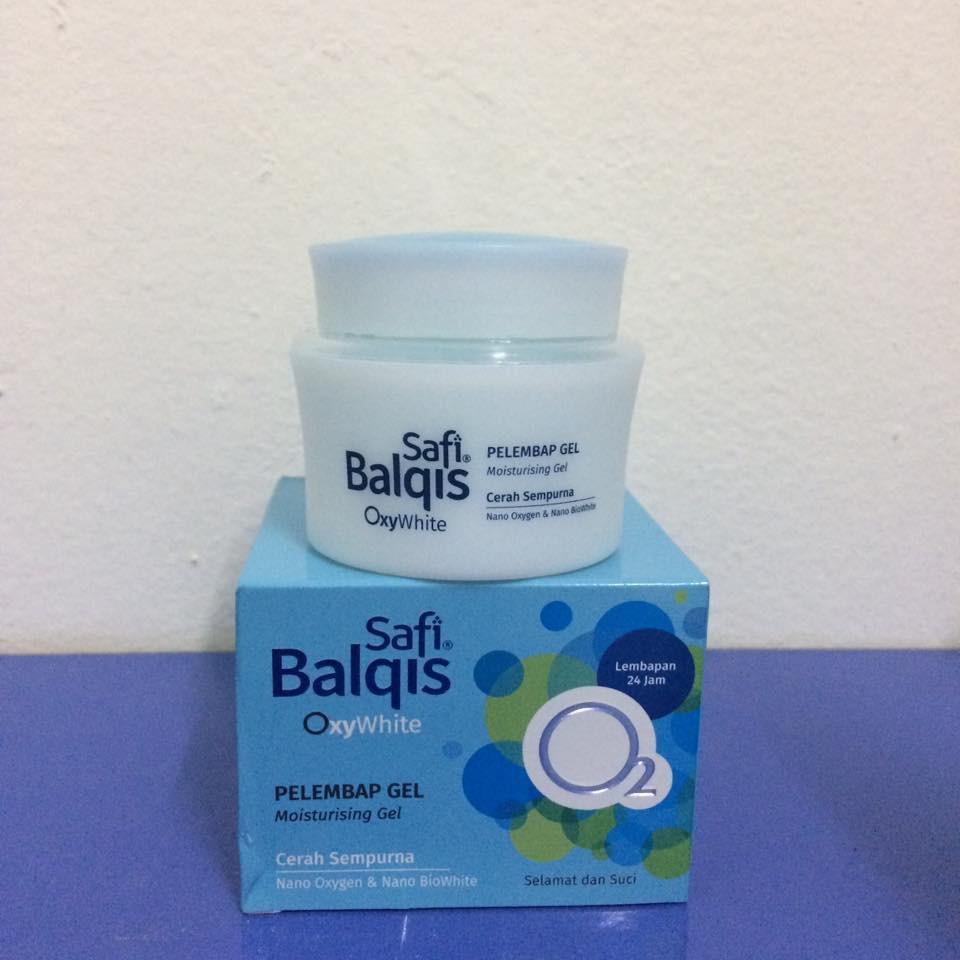 Safi®
Balqis
OxyWhite
PELEMBAP GEL
Moisturising Gel
Cerah Sempurna
Nano Oxygen & Nano BioWhite
Safi®
Balqis
OxyWhite
PELEMBAP GEL
Moisturising Gel
Cerah Sempurna
Nano Oxygen & Nano BioWhite
Lembapan
24 Jam
O2
Selamat dan Suci